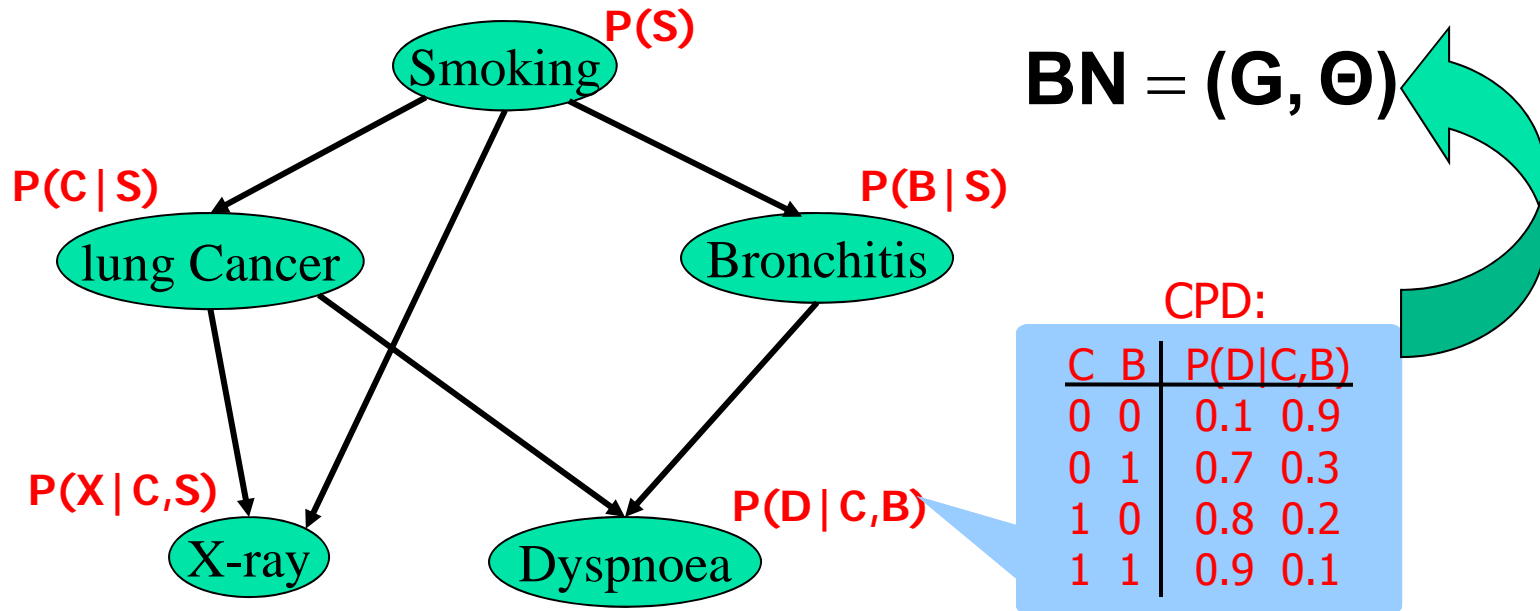 P(S)
Smoking
BN = (G, Θ)
P(C|S)
P(B|S)
lung Cancer
Bronchitis
CPD:
C B P(D|C,B)
0 0 0.1 0.9
0 1 0.7 0.3
1 0 0.8 0.2
1 1 0.9 0.1
P(X|C,S)
P(D|C,B)
X-ray
Dyspnoea